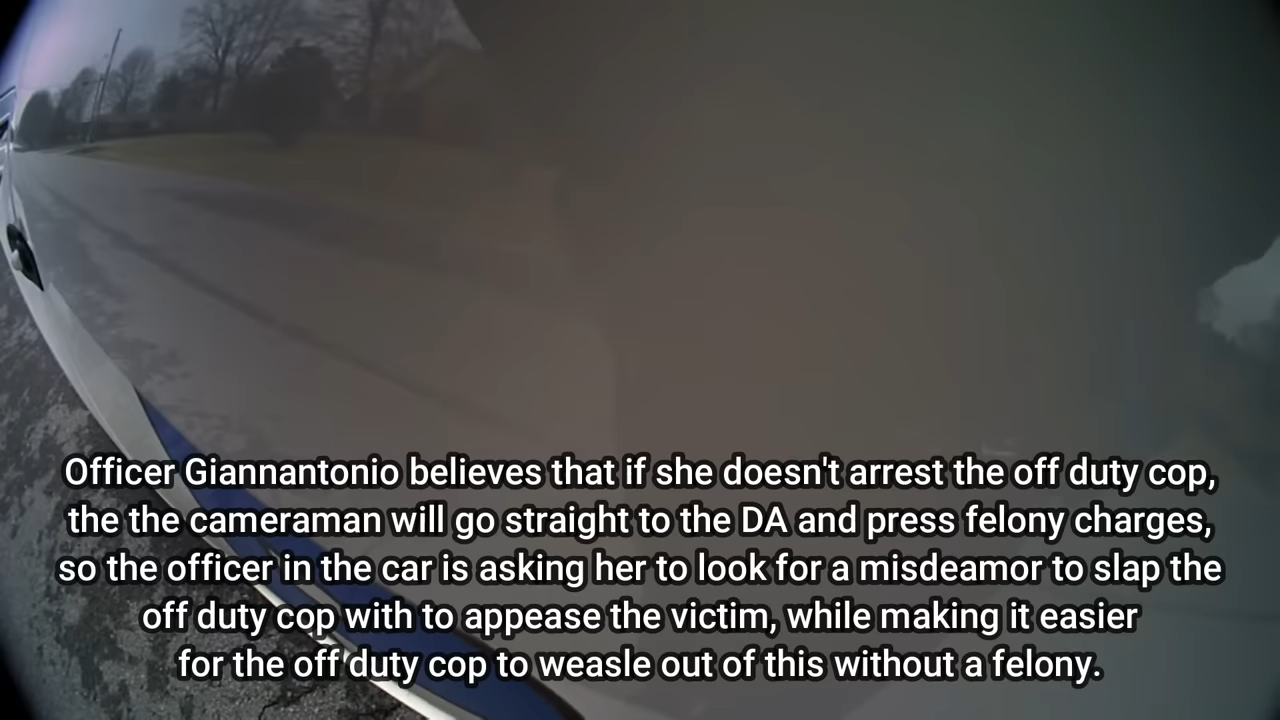 Officer Giannantonio believes that if she doesn't arrest the off duty cop,
the the cameraman will go straight to the DA and press felony charges,
so the officer in the car is asking her to look for a misdeamor to slap the
off duty cop with to appease the victim, while making it easier
for the off duty cop to weasle out of this without a felony.